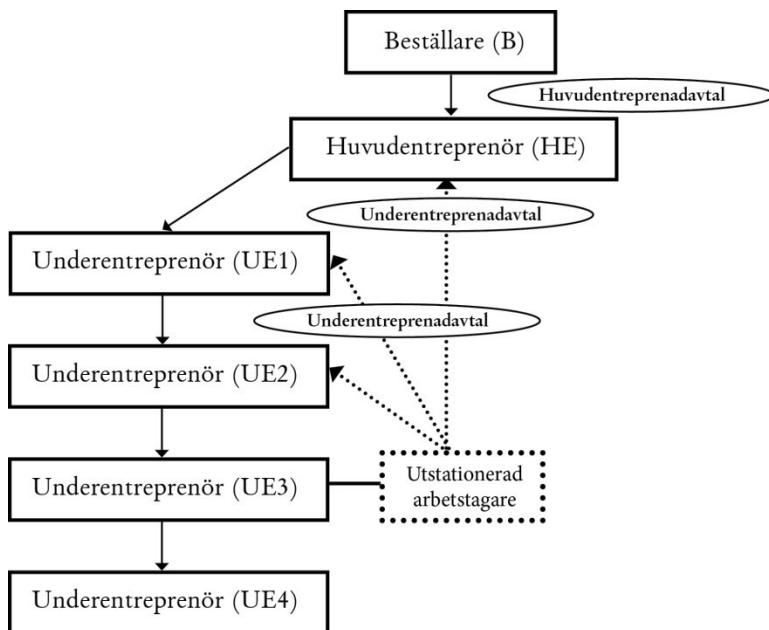 Beställare (B)
Huvudentreprenadavtal
Huvudentreprenör (HE)
Underentreprenadavtal
Underentreprenör (UE1)
Underentreprenadavtal
Underentreprenör (UE2)
Underentreprenör (UE3)
Utstationerad
arbetstagare
Underentreprenör (UE4)